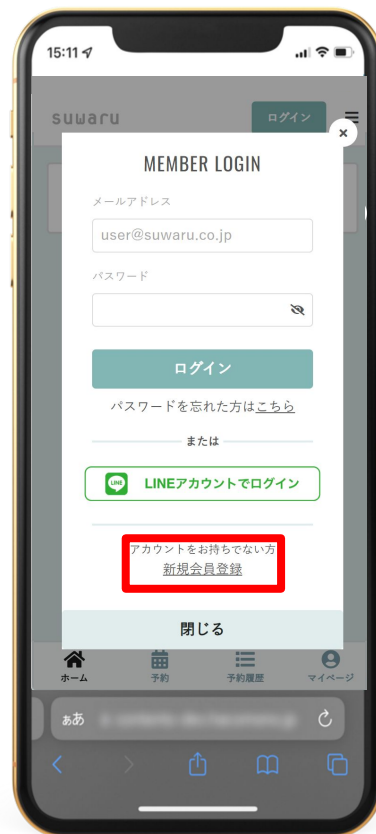 15:11
suwaru
ログイン
×
MEMBER LOGIN
メールアドレス
user@suwaru.co.jp
パスワード
ログイン
パスワードを忘れた方はこちら
または
LINE
LINEアカウントでログイン
アカウントをお持ちでない方
新規会員登録
閉じる
ホーム
予約
予約履歴
マイページ
ぁあ